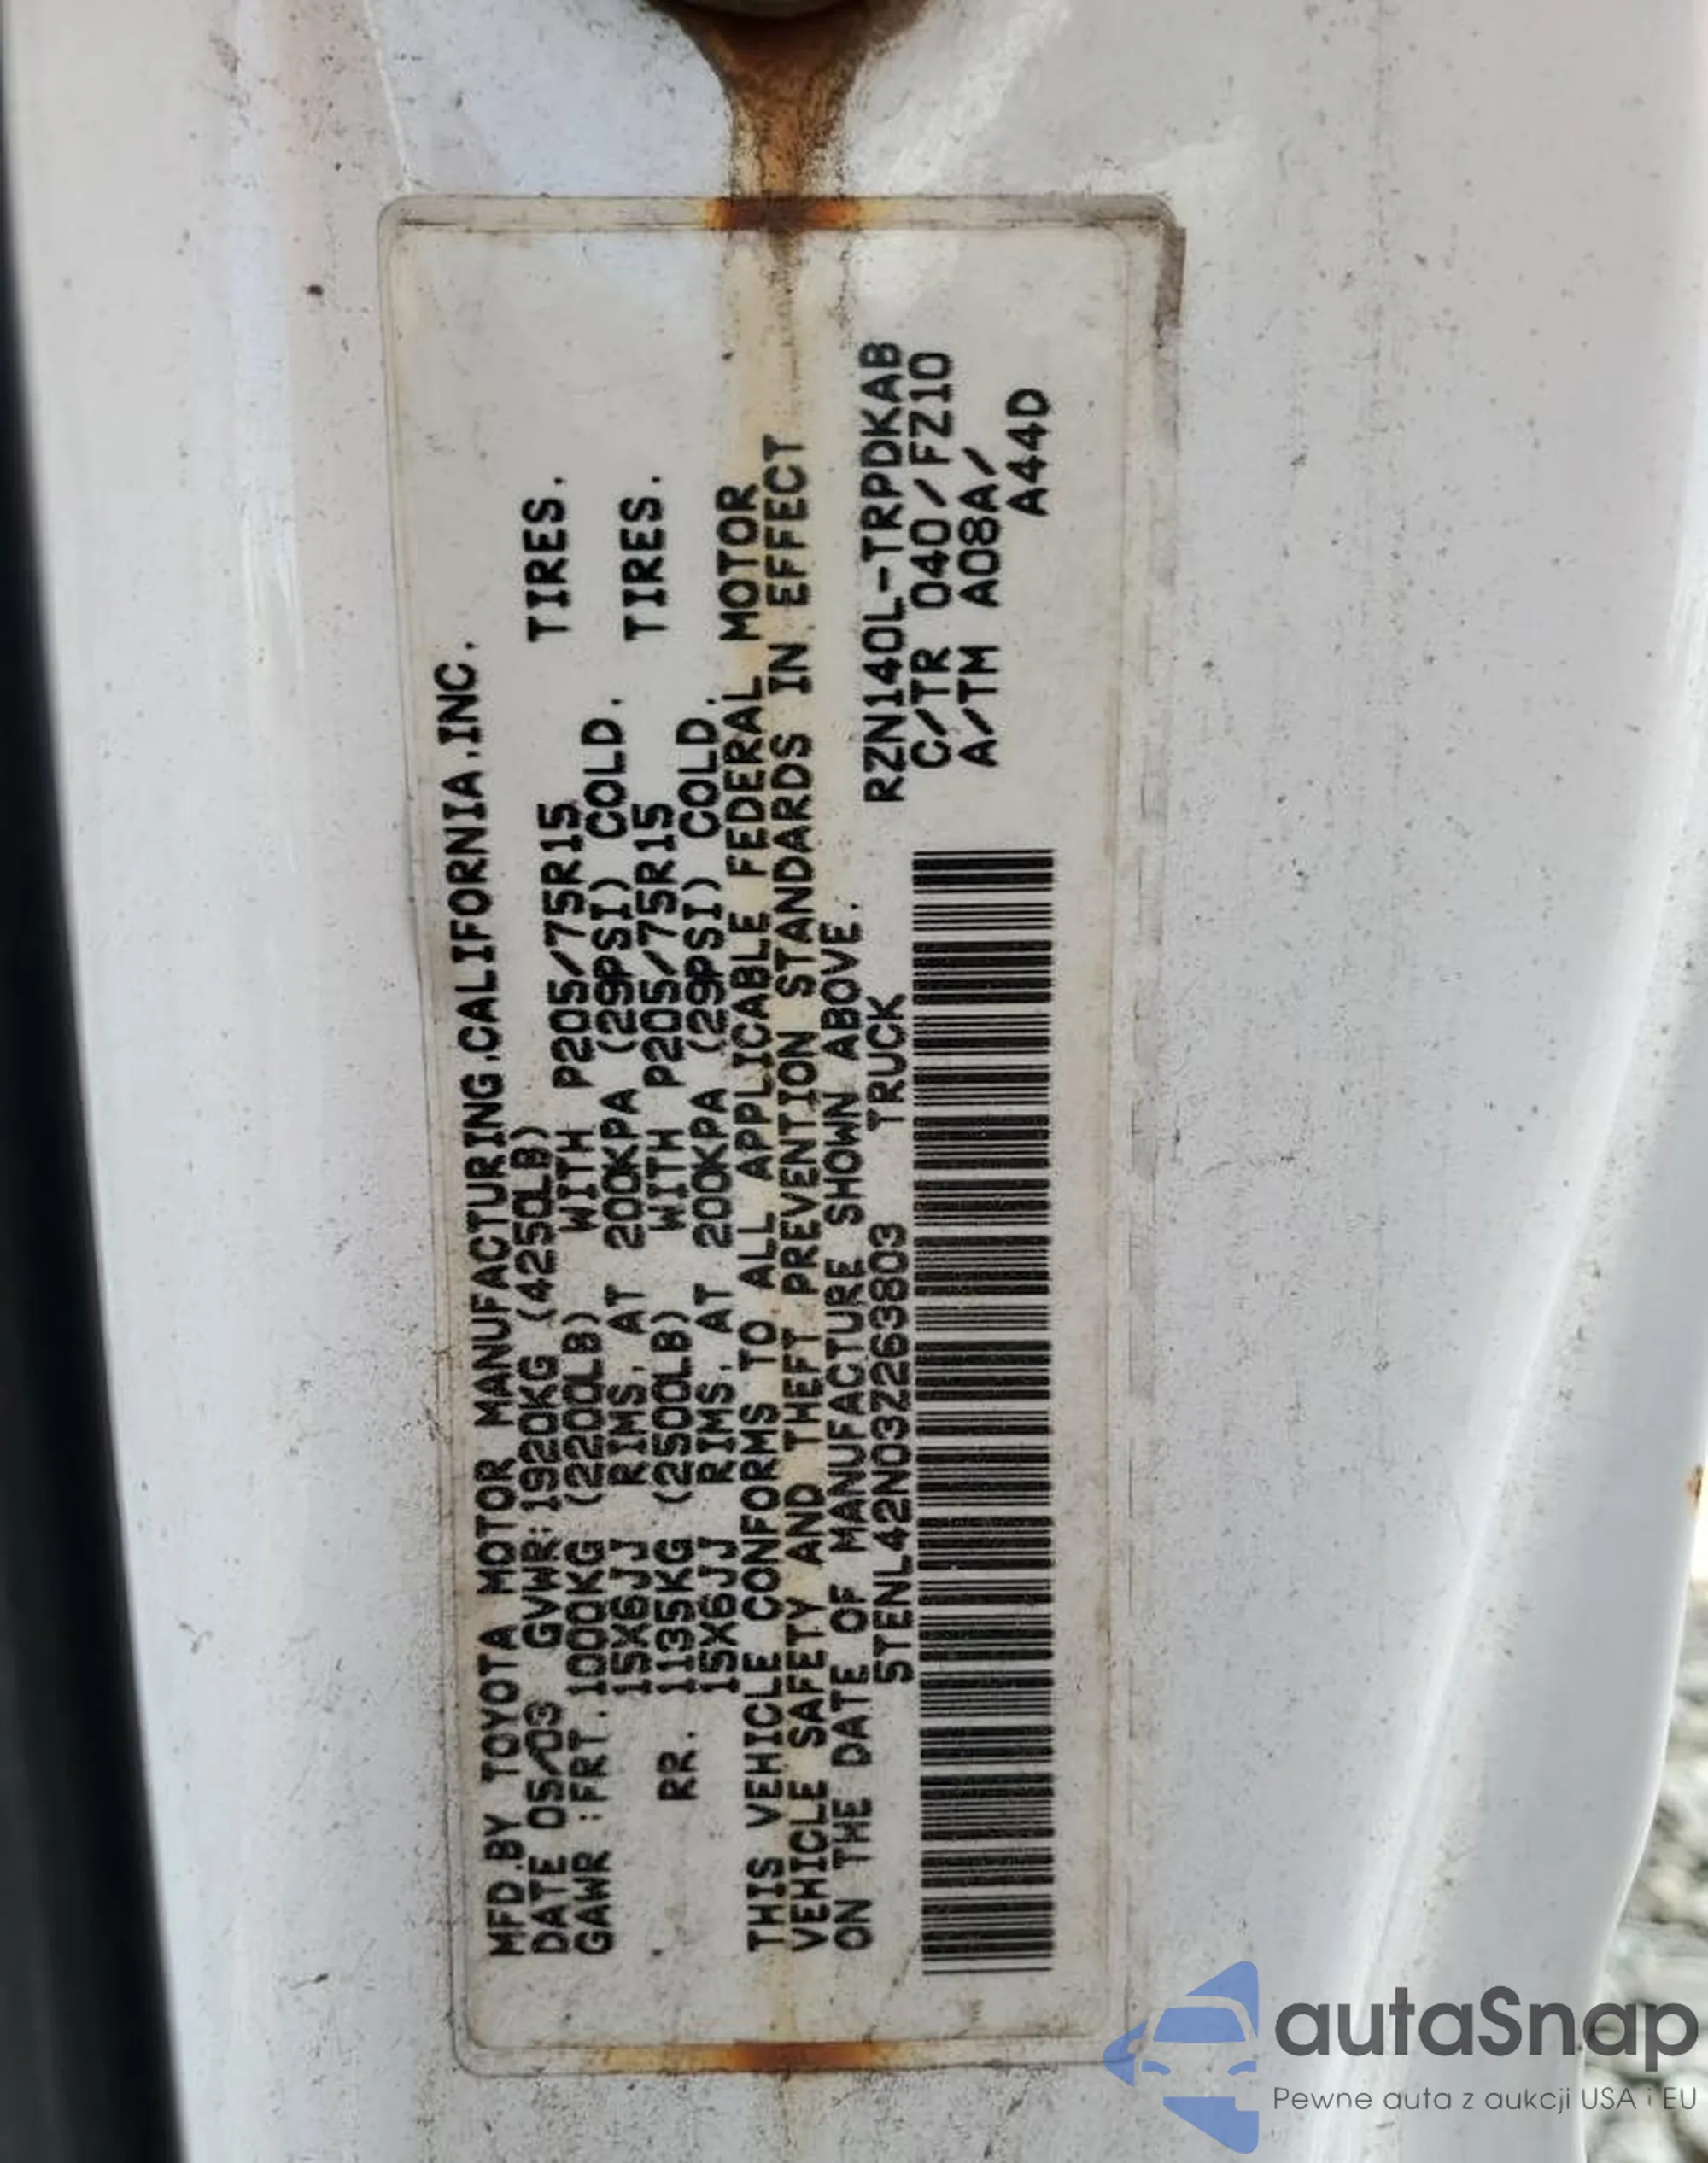 MFD.BY TOYOTA MOTOR MANUFACTURING,CALIFORNIA,INC.
DATE 05/03 GVWR:1920KG (4250LB)
GAWR :FRT. 1000KG (2200LB) WITH P205/75R15 TIRES.
15X6JJ RIMS, AT 200KPA (29PSI) COLD.
RR. 1135KG (2500LB) WITH P205/75R15 TIRES.
15X6JJ RIMS, AT 200KPA (29PSI) COLD.
THIS VEHICLE CONFORMS TO ALL APPLICABLE FEDERAL MOTOR
VEHICLE SAFETY AND THEFT PREVENTION STANDARDS IN EFFECT
ON THE DATE OF MANUFACTURE SHOWN ABOVE.
5TENL42N03Z263803 TRUCK RZN140L-TRPDKAB
C/TR 040/FZ10
A/TM A08A/
A44D
autaSnap
Pewne auta z aukcji USA i EU